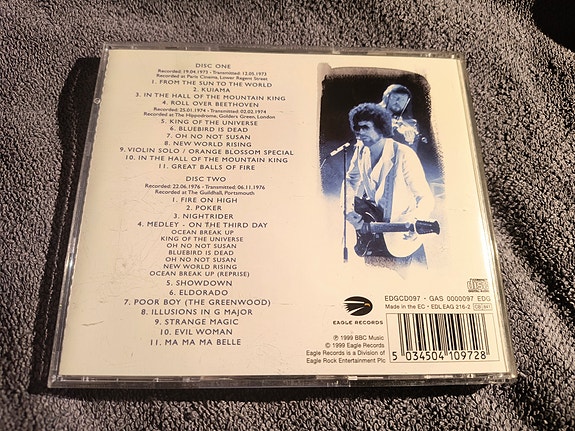 DISC ONE
Recorded: 19.04.1973 - Transmitted: 12.05.1973
Recorded at Paris Cinema, Lower Regent Street
1. FROM THE SUN TO THE WORLD
2. KUIAMA
3. IN THE HALL OF THE MOUNTAIN KING
4. ROLL OVER BEETHOVEN
Recorded: 25.01.1974 - Transmitted: 02.02.1974
Recorded at The Hippodrome, Golders Green, London
5. KING OF THE UNIVERSE
6. BLUEBIRD IS DEAD
7. OH NO NOT SUSAN
8. NEW WORLD RISING
9. VIOLIN SOLO / ORANGE BLOSSOM SPECIAL
10. IN THE HALL OF THE MOUNTAIN KING
11. GREAT BALLS OF FIRE
DISC TWO
Recorded: 22.06.1976 - Transmitted: 06.11.1976
Recorded at The Guildhall, Portsmouth
1. FIRE ON HIGH
2. POKER
3. NIGHTRIDER
4. MEDLEY - ON THE THIRD DAY
OCEAN BREAK UP
KING OF THE UNIVERSE
OH NO NOT SUSAN
BLUEBIRD IS DEAD
OH NO NOT SUSAN
NEW WORLD RISING
OCEAN BREAK UP (REPRISE)
5. SHOWDOWN
6. ELDORADO
7. POOR BOY (THE GREENWOOD)
8. ILLUSIONS IN G MAJOR
9. STRANGE MAGIC
10. EVIL WOMAN
11. MA MA MA BELLE
EAGLE RECORDS
℗ 1999 BBC Music
© 1999 Eagle Records
Eagle Records is a Division of
Eagle Rock Entertainment Plc
EDGCD097 · GAS 0000097 EDG
Made in the EC · EDL EAG 216-2
5 034504 109728